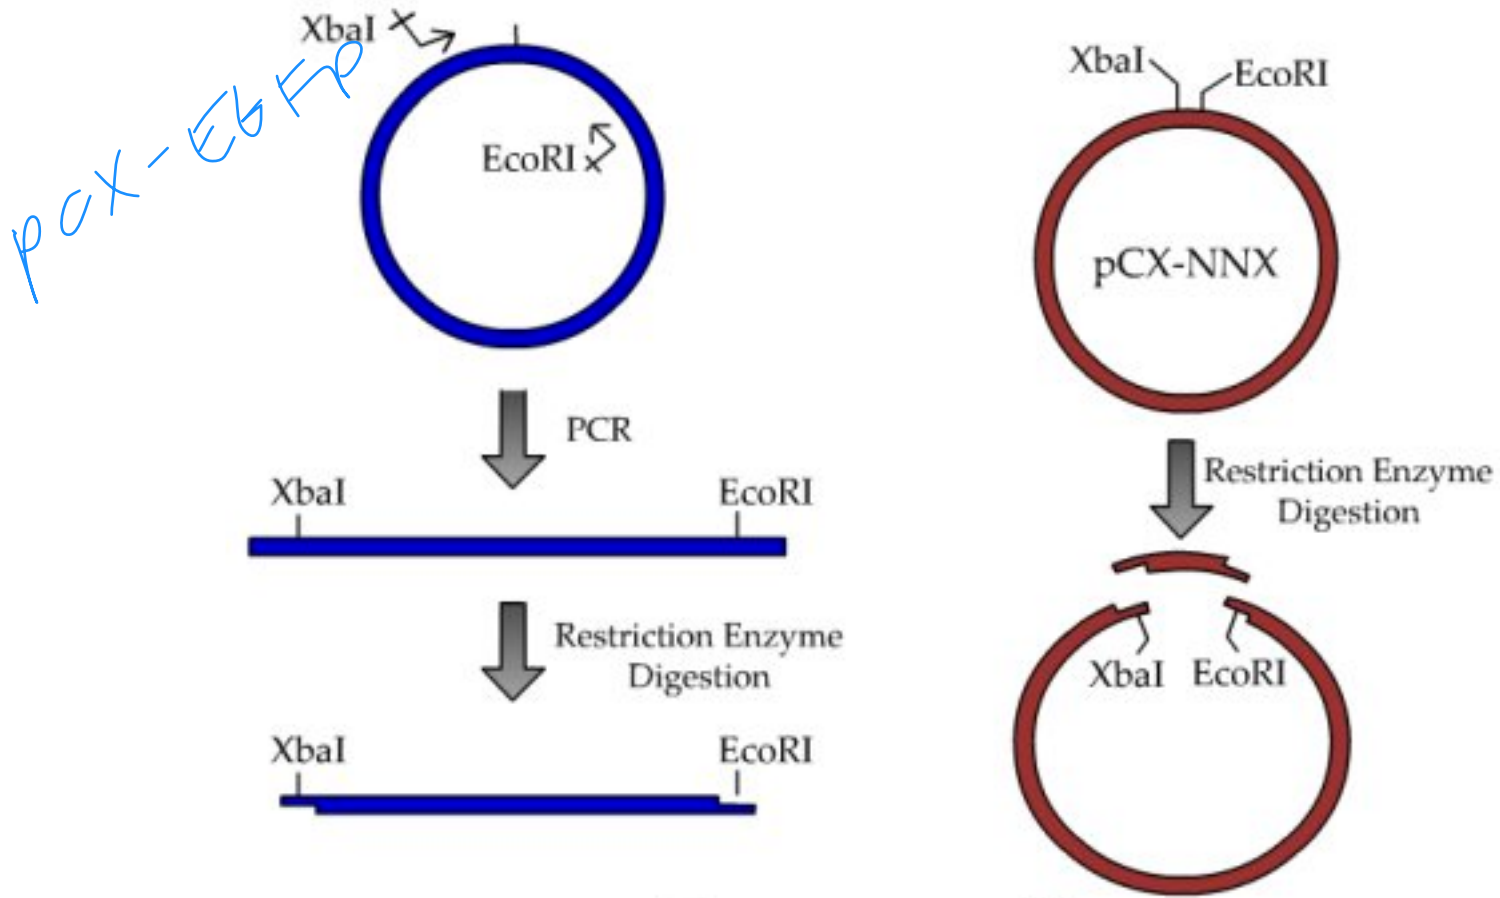 XbaI
pCX-EGFP
EcoRI
PCR
XbaI
EcoRI
Restriction Enzyme
Digestion
XbaI
EcoRI
XbaI
EcoRI
pCX-NNX
Restriction Enzyme
Digestion
XbaI
EcoRI